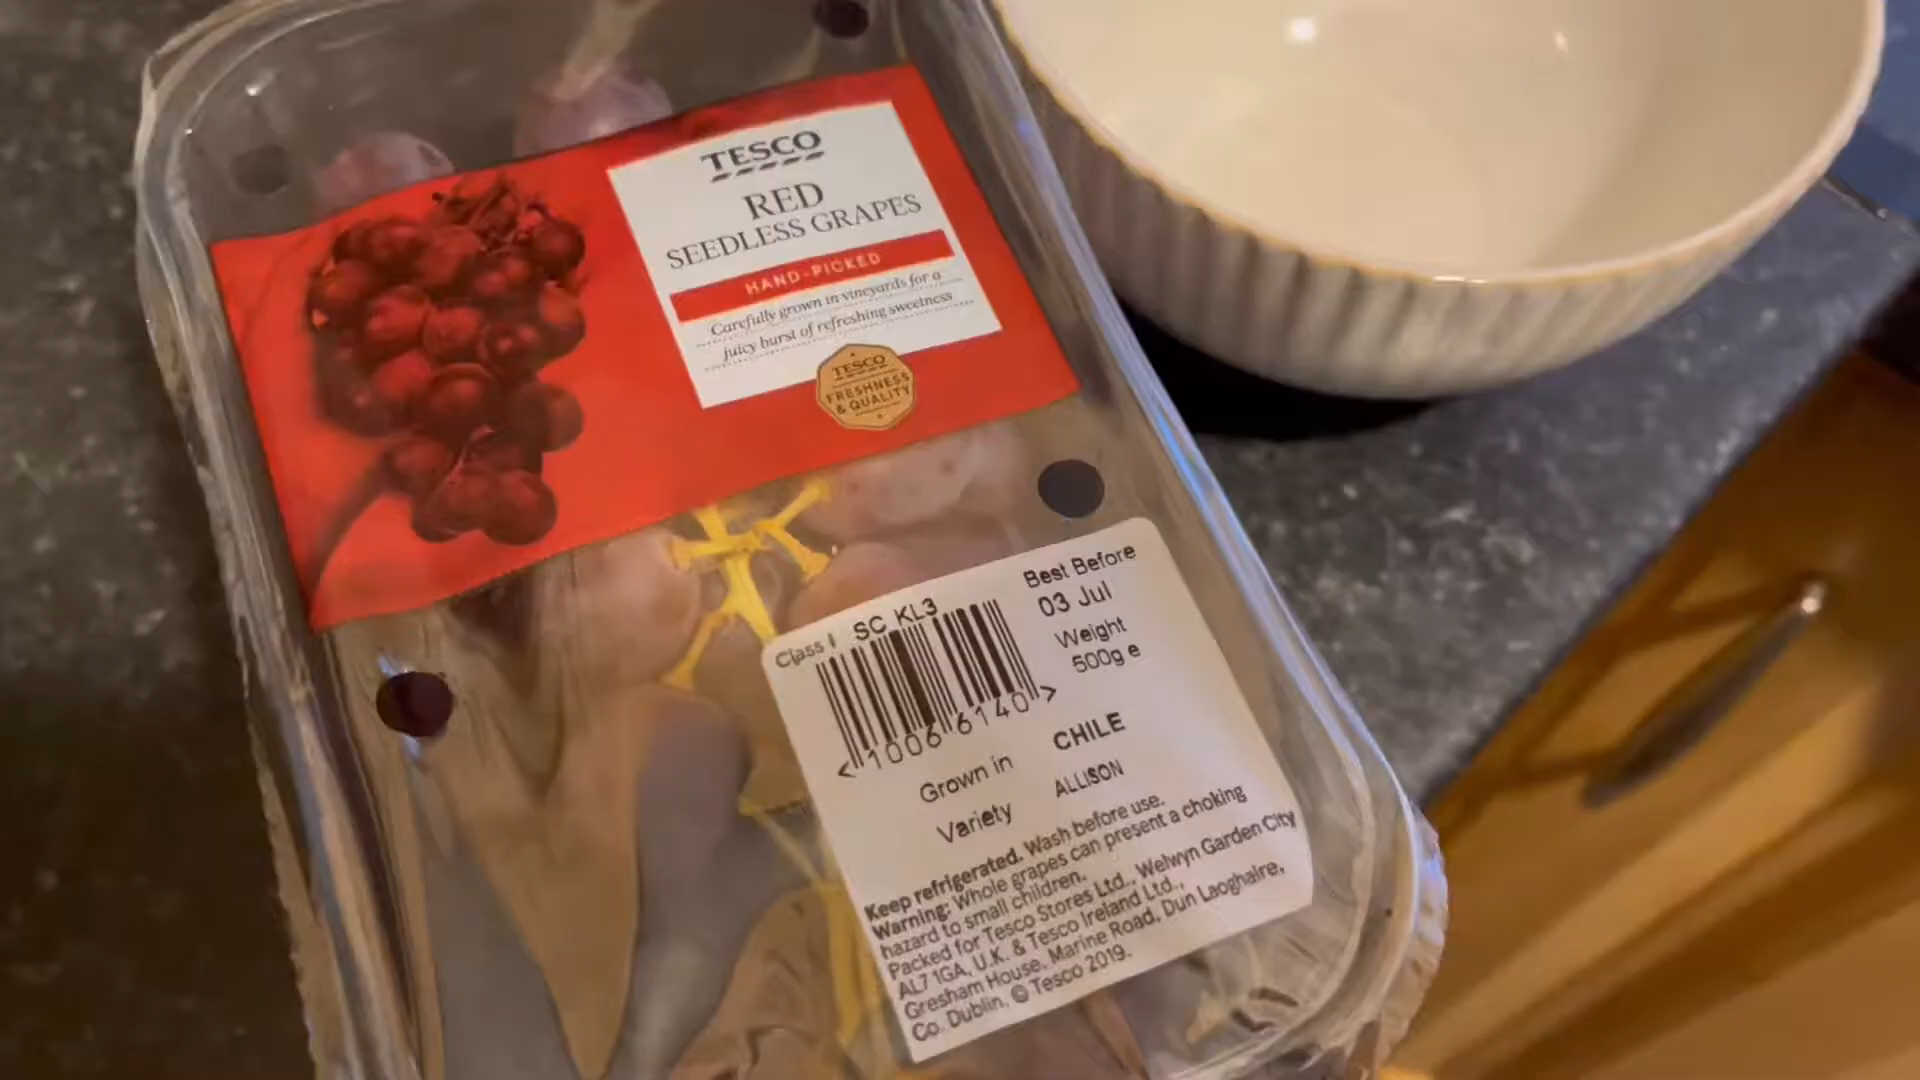 TESCO
RED
SEEDLESS GRAPES
HAND-PICKED
Carefully grown in vineyards for a
juicy burst of refreshing sweetness
TESCO
FRESHNESS
& QUALITY
Class I SC KL3
Best Before
03 Jul
Weight
500g e
<10066140>
Grown in CHILE
Variety ALLISON
Keep refrigerated. Wash before use.
Warning: Whole grapes can present a choking
hazard to small children.
Packed for Tesco Stores Ltd., Welwyn Garden City
AL7 1GA, U.K. & Tesco Ireland Ltd.,
Gresham House, Marine Road, Dun Laoghaire,
Co. Dublin. © Tesco 2019.